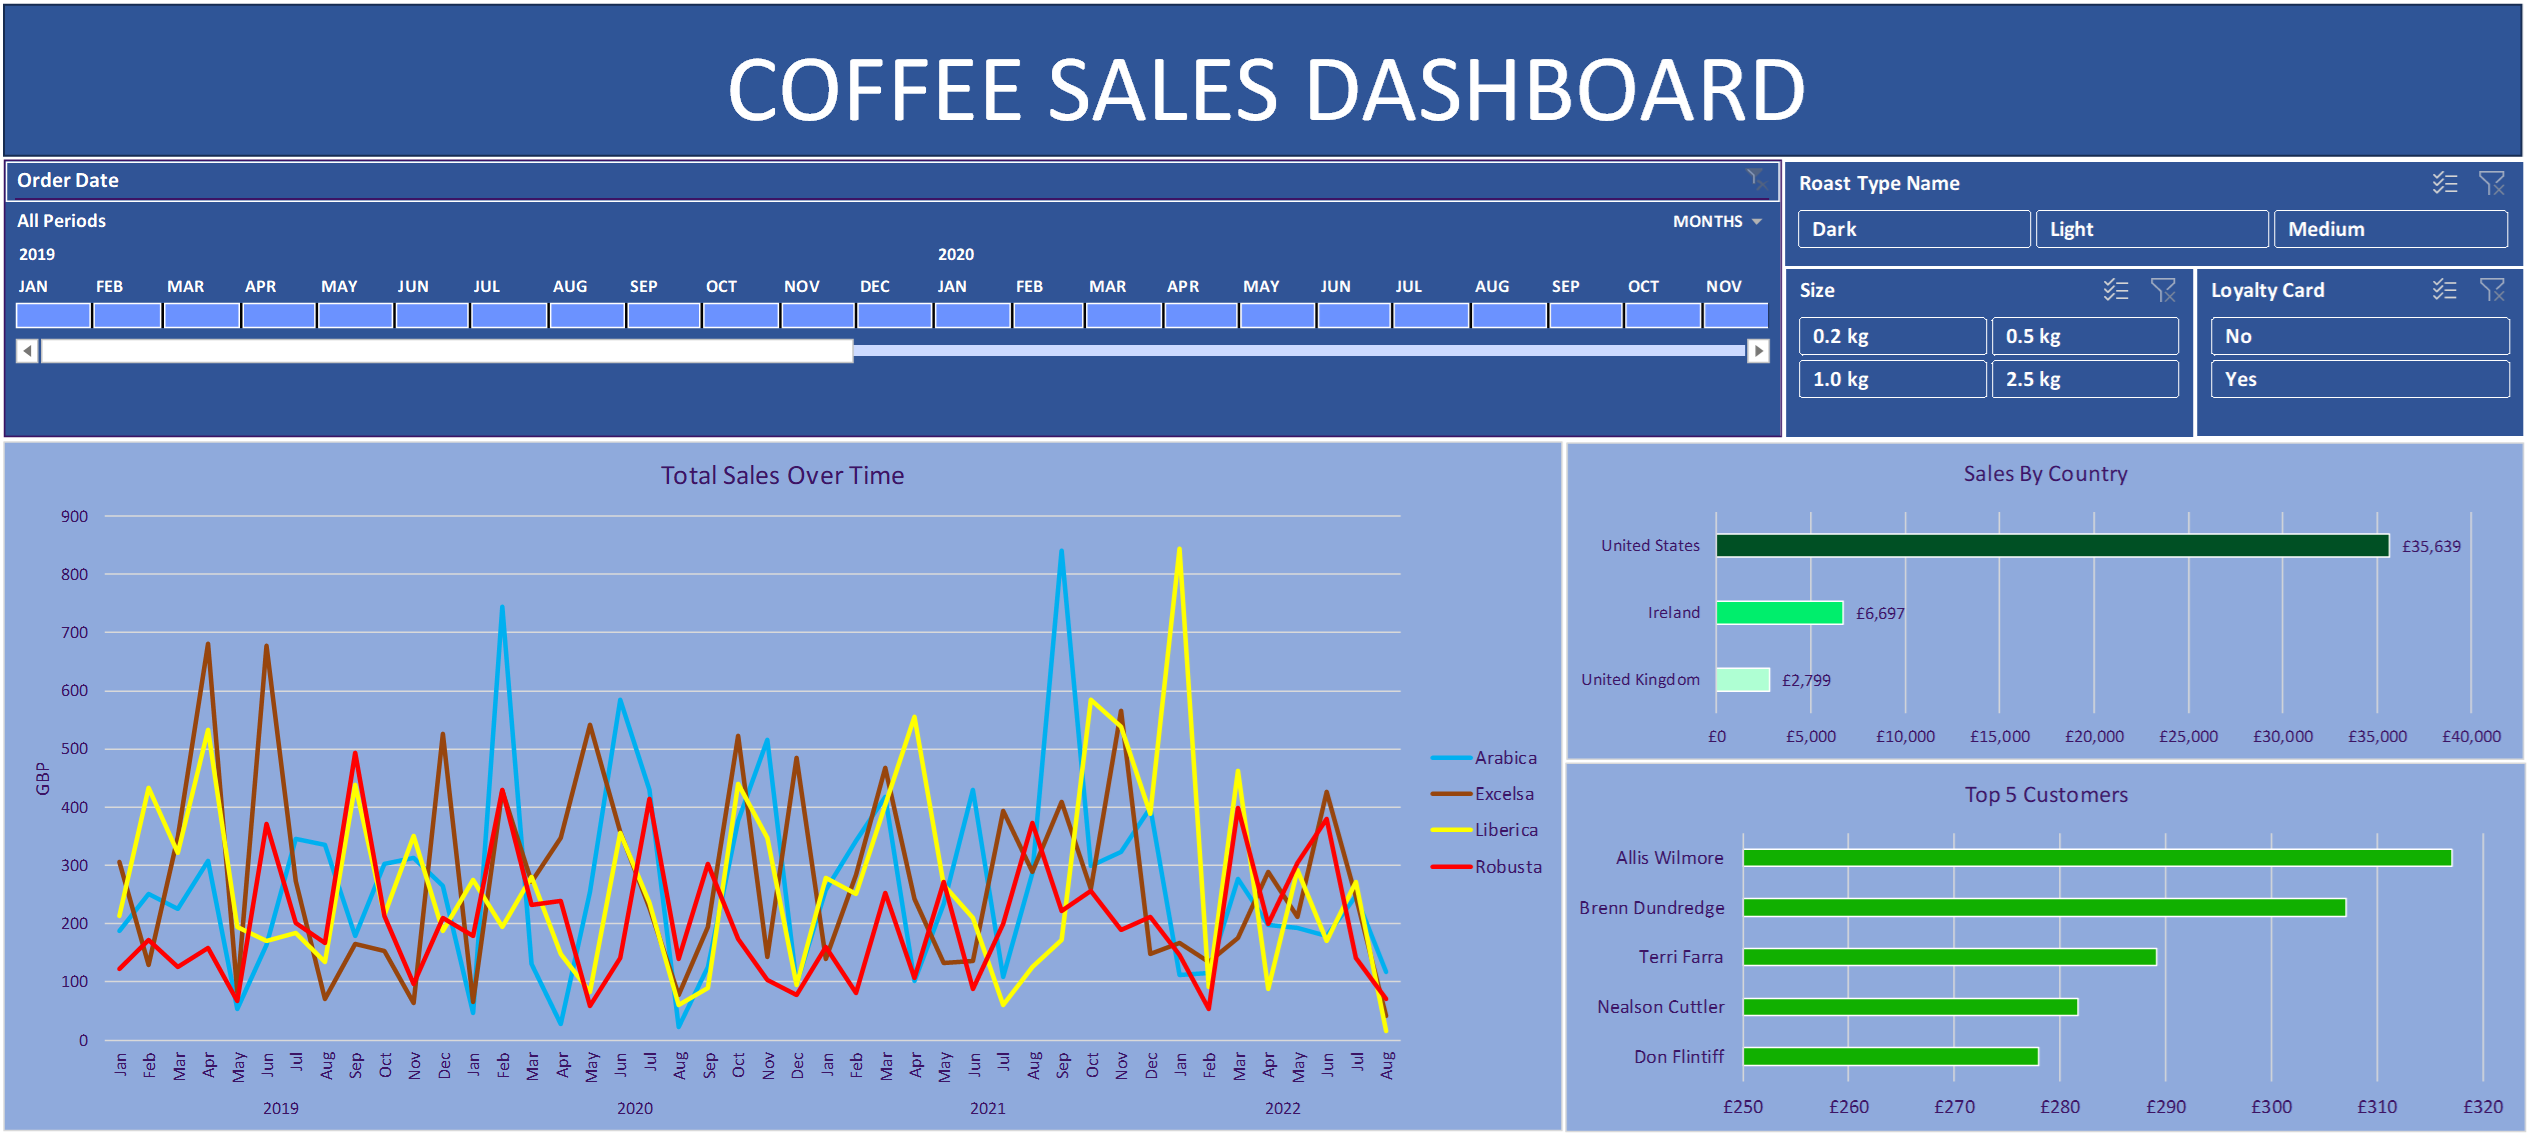 COFFEE SALES DASHBOARD
Order Date
All Periods
MONTHS
2019 2020
JAN FEB MAR APR MAY JUN JUL AUG SEP OCT NOV DEC JAN FEB MAR APR MAY JUN JUL AUG SEP OCT NOV
Roast Type Name
Dark Light Medium
Size
0.2 kg 0.5 kg
1.0 kg 2.5 kg
Loyalty Card
No
Yes
Total Sales Over Time
900
800
700
600
500
400
300
200
100
0
GBP
Jan Feb Mar Apr May Jun Jul Aug Sep Oct Nov Dec Jan Feb Mar Apr May Jun Jul Aug Sep Oct Nov Dec Jan Feb Mar Apr May Jun Jul Aug Sep Oct Nov Dec Jan Feb Mar Apr May Jun Jul Aug
2019 2020 2021 2022
Arabica
Excelsa
Liberica
Robusta
Sales By Country
United States £35,639
Ireland £6,697
United Kingdom £2,799
£0 £5,000 £10,000 £15,000 £20,000 £25,000 £30,000 £35,000 £40,000
Top 5 Customers
Allis Wilmore
Brenn Dundredge
Terri Farra
Nealson Cuttler
Don Flintiff
£250 £260 £270 £280 £290 £300 £310 £320